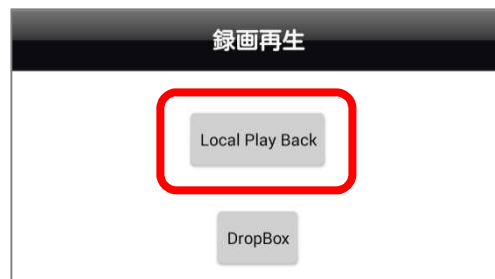 録画再生
Local Play Back
DropBox